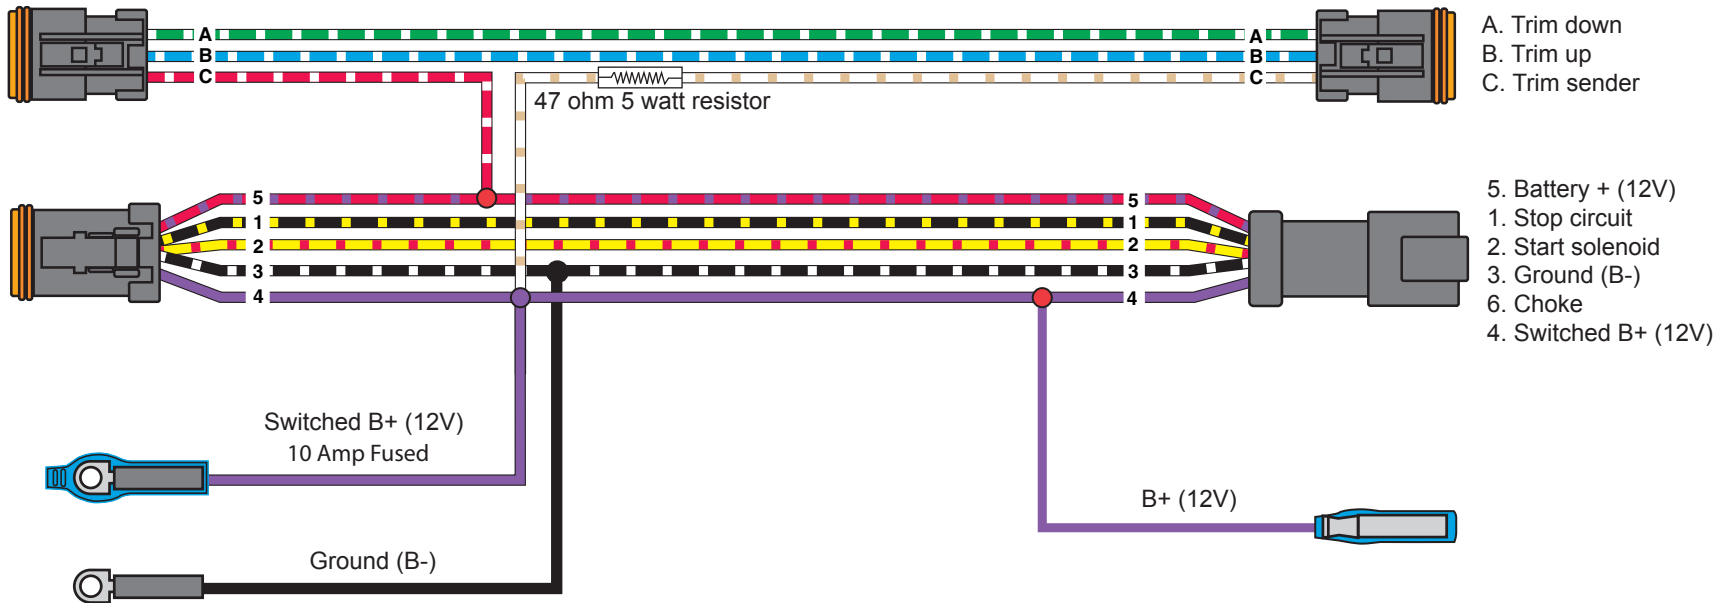 A
A
A. Trim down
B
B
B. Trim up
C
C
C. Trim sender
47 ohm 5 watt resistor
5
5
5. Battery + (12V)
1
1
1. Stop circuit
2
2
2. Start solenoid
3
3
3. Ground (B-)
6. Choke
4
4
4. Switched B+ (12V)
Switched B+ (12V)
10 Amp Fused
B+ (12V)
Ground (B-)